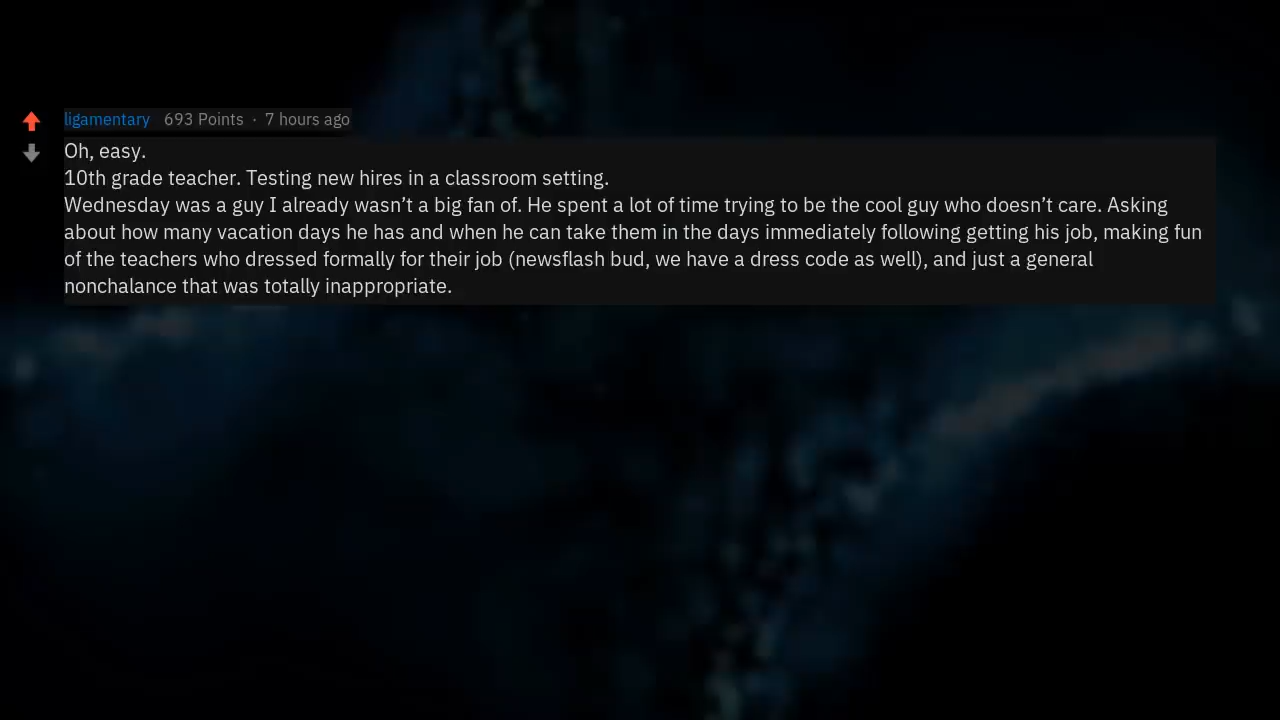 ligamentary 693 Points · 7 hours ago
Oh, easy.
10th grade teacher. Testing new hires in a classroom setting.
Wednesday was a guy I already wasn’t a big fan of. He spent a lot of time trying to be the cool guy who doesn’t care. Asking
about how many vacation days he has and when he can take them in the days immediately following getting his job, making fun
of the teachers who dressed formally for their job (newsflash bud, we have a dress code as well), and just a general
nonchalance that was totally inappropriate.